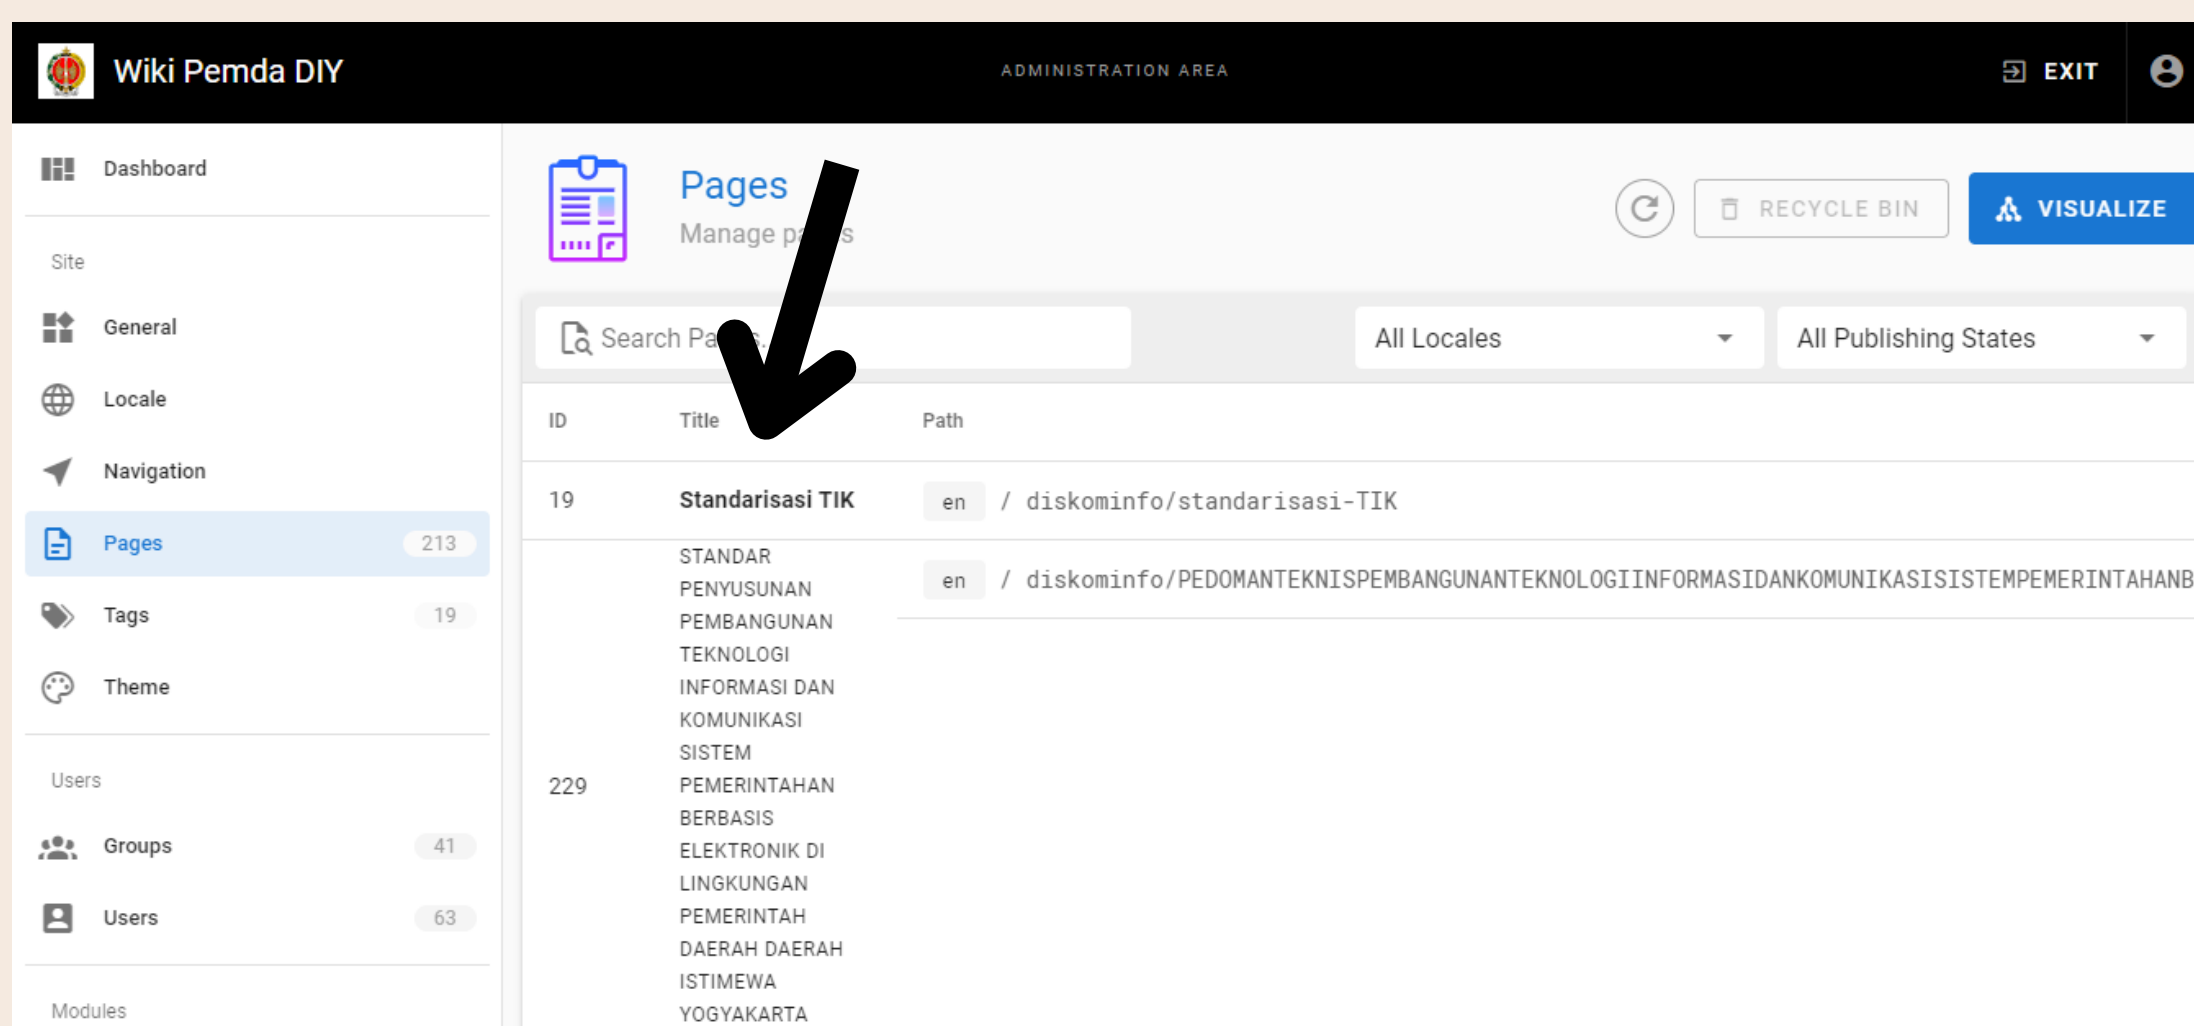 Wiki Pemda DIY
ADMINISTRATION AREA
EXIT
Dashboard
Site
General
Locale
Navigation
Pages 213
Tags 19
Theme
Users
Groups 41
Users 63
Modules
Pages
Manage
RECYCLE BIN
VISUALIZE
Search
All Locales
All Publishing States
ID Title Path
19 Standarisasi TIK en / diskominfo/standarisasi-TIK
229
STANDAR
PENYUSUNAN
PEMBANGUNAN
TEKNOLOGI
INFORMASI DAN
KOMUNIKASI
SISTEM
PEMERINTAHAN
BERBASIS
ELEKTRONIK DI
LINGKUNGAN
PEMERINTAH
DAERAH DAERAH
ISTIMEWA
YOGYAKARTA
en / diskominfo/PEDOMANTEKNISPEMBANGUNANTEKNOLOGIINFORMASIDANKOMUNIKASISISTEMPEMERINTAHANB